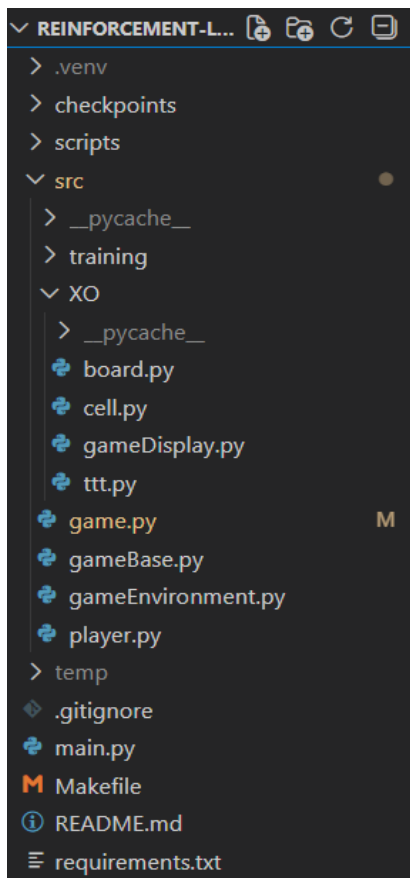 REINFORCEMENT-L...
.venv
checkpoints
scripts
src
__pycache__
training
XO
__pycache__
board.py
cell.py
gameDisplay.py
ttt.py
game.py M
gameBase.py
gameEnvironment.py
player.py
temp
.gitignore
main.py
Makefile
README.md
requirements.txt